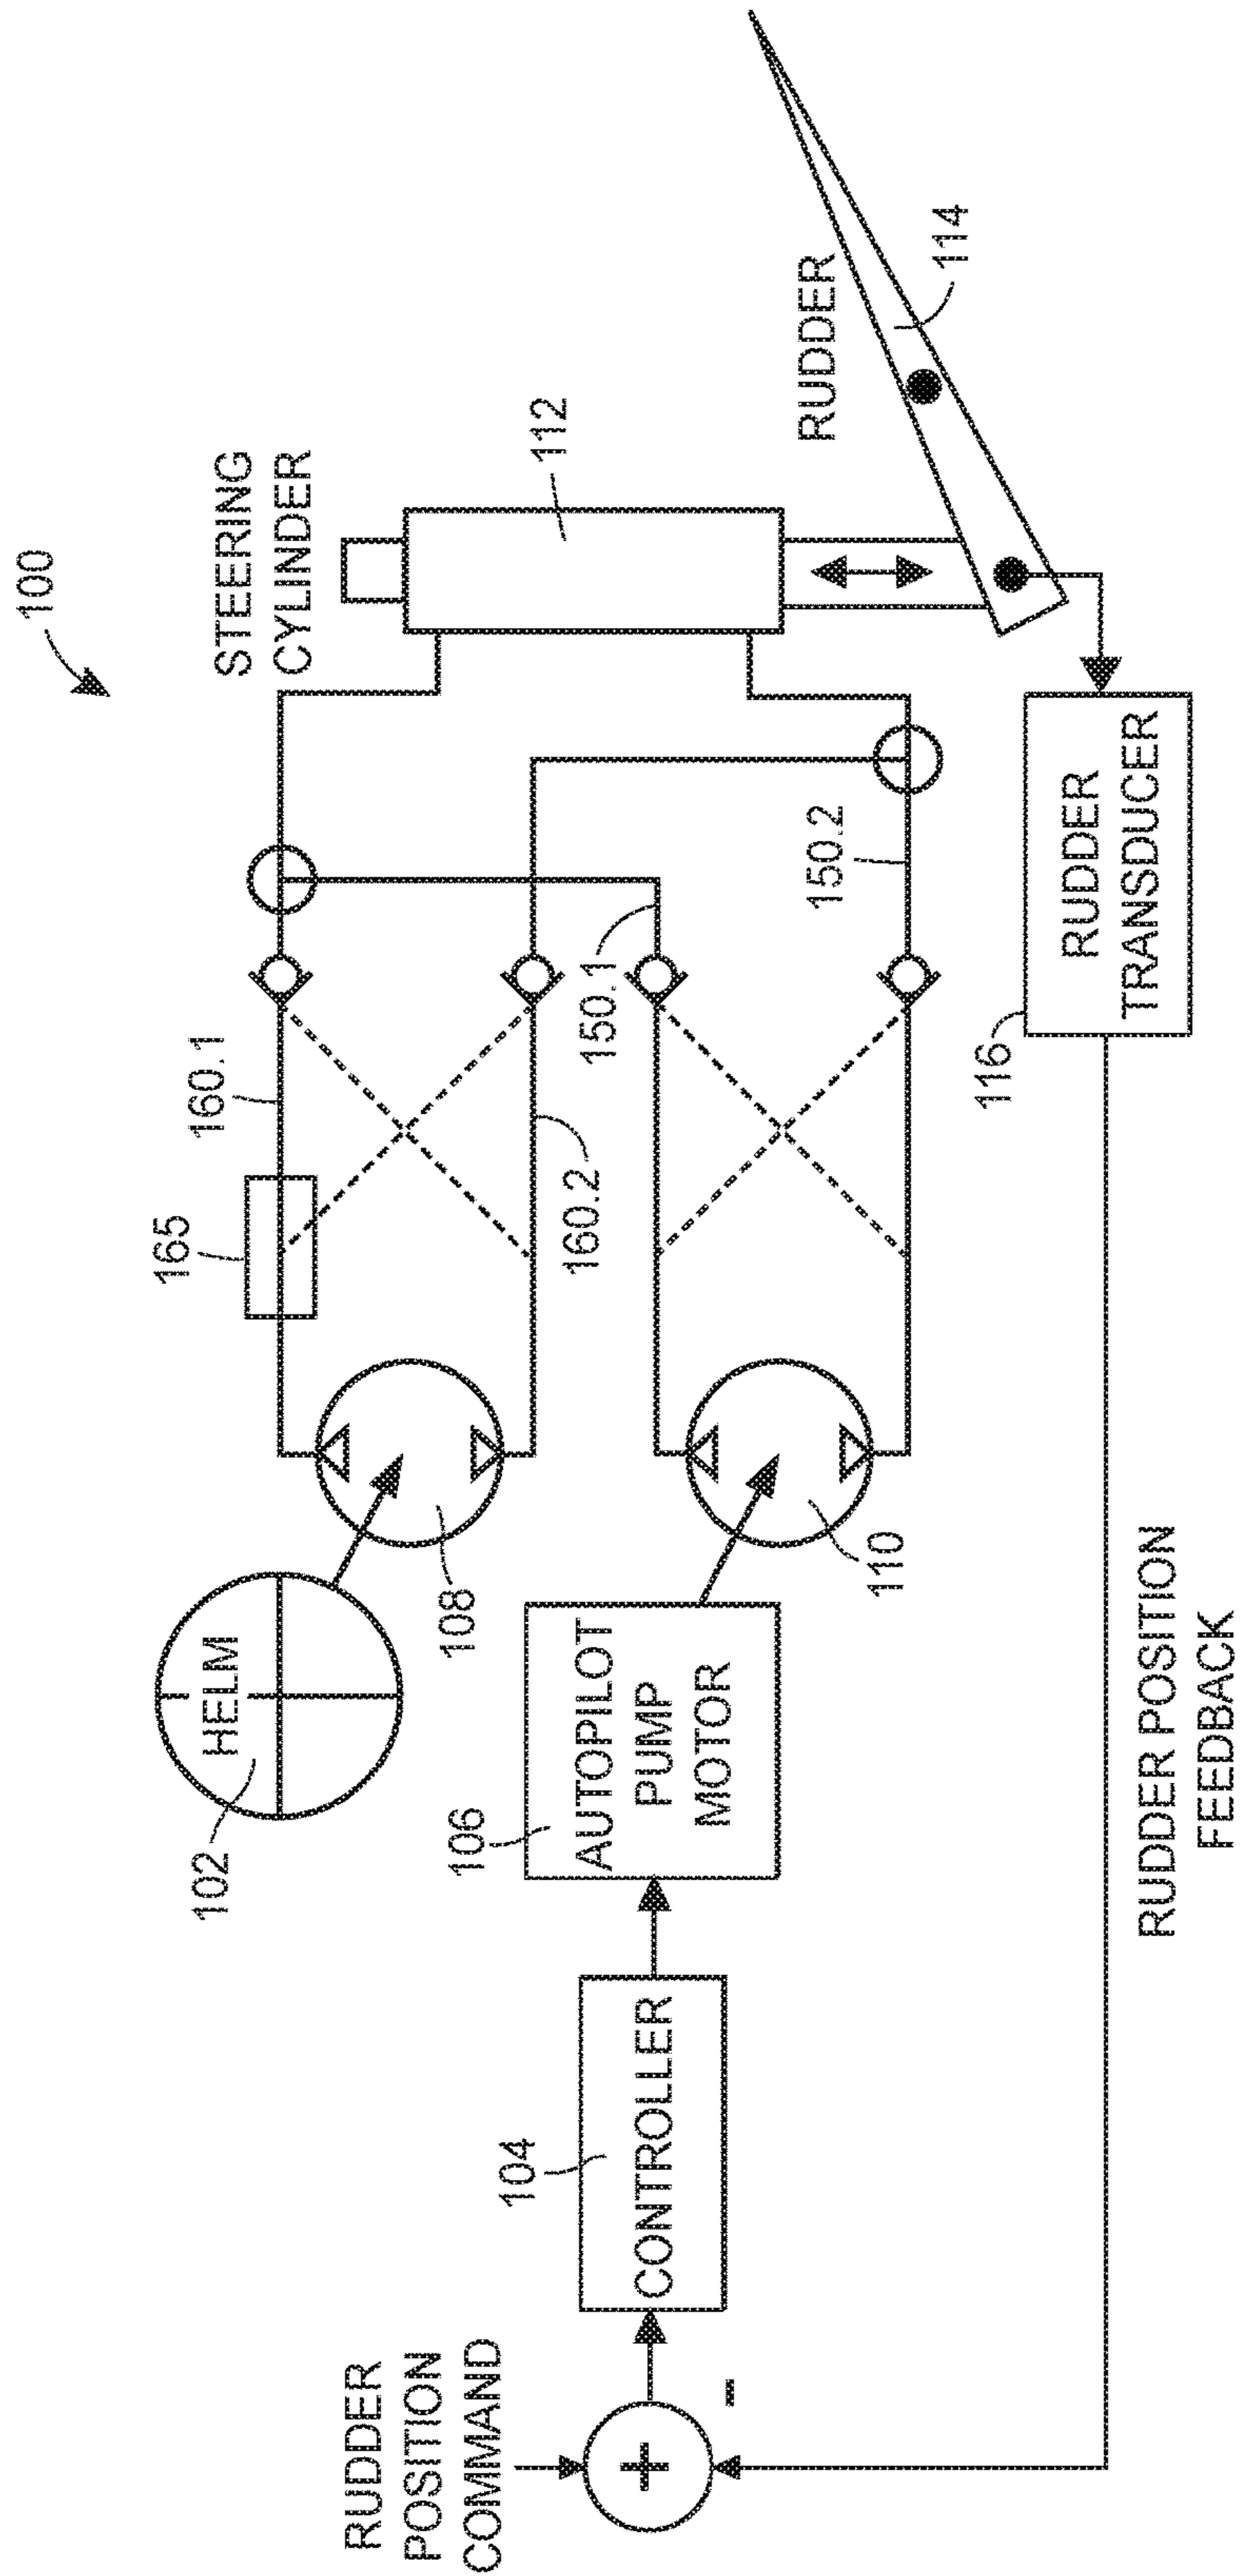 100
STEERING
CYLINDER
112
RUDDER
114
HELM
102
108
165
160.1
160.2
150.1
150.2
110
AUTOPILOT
PUMP
MOTOR
106
CONTROLLER
104
RUDDER
POSITION
COMMAND
+
-
RUDDER
TRANSDUCER
116
RUDDER POSITION
FEEDBACK